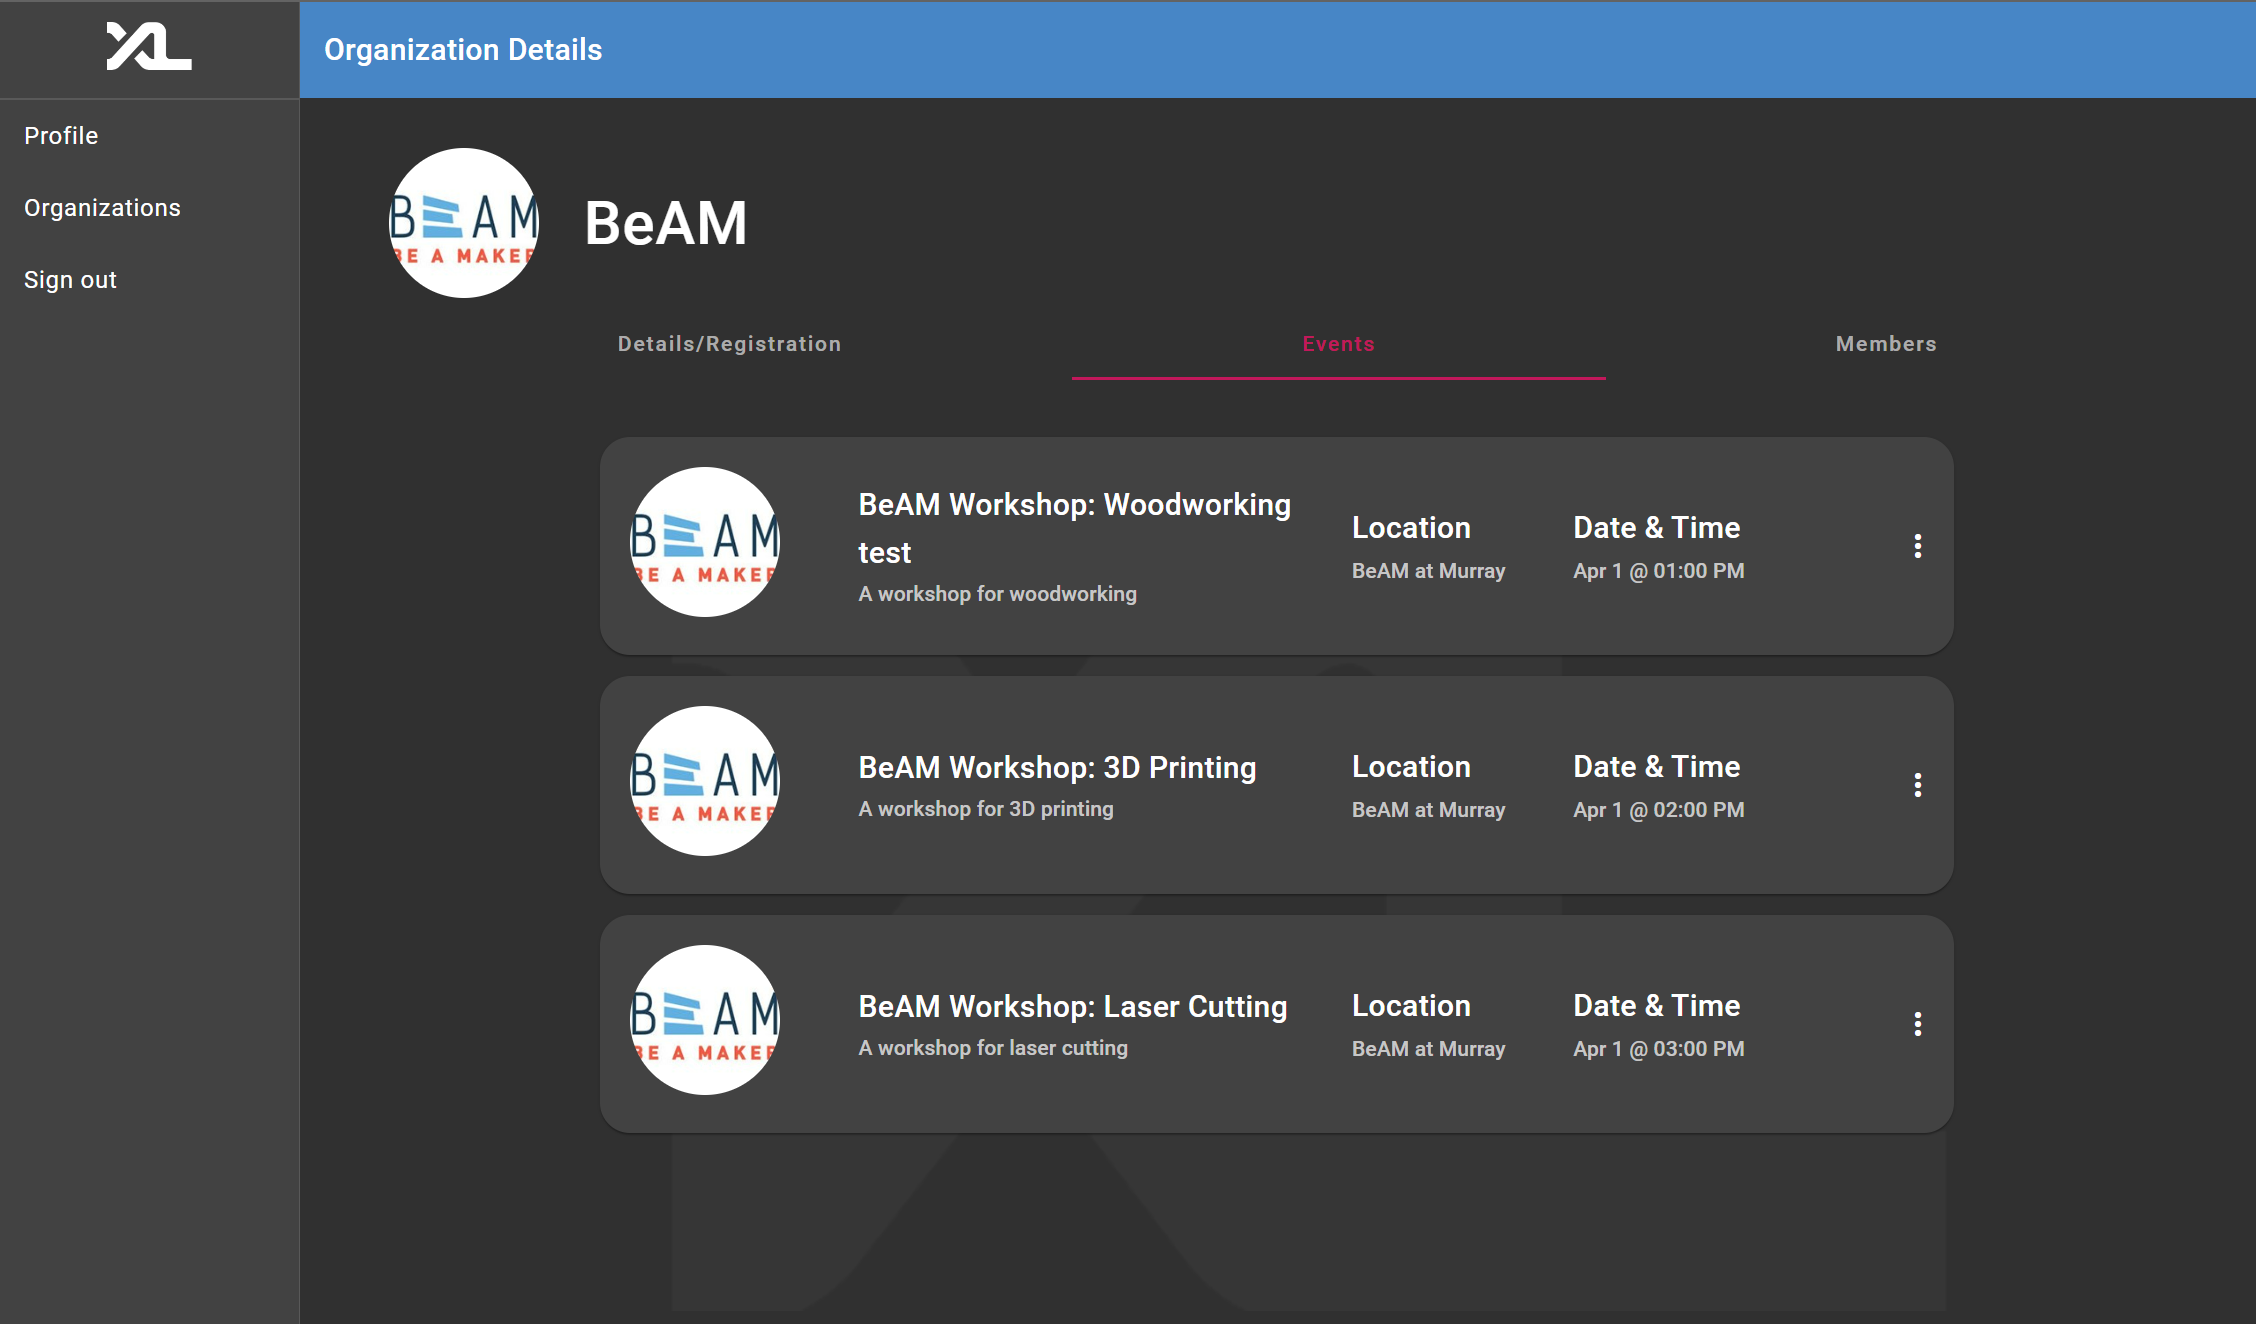 XL
Organization Details
Profile
Organizations
Sign out
BEAM
BE A MAKER
BeAM
Details/Registration
Events
Members
BEAM
BE A MAKER
BeAM Workshop: Woodworking
test
A workshop for woodworking
Location
BeAM at Murray
Date & Time
Apr 1 @ 01:00 PM
BEAM
BE A MAKER
BeAM Workshop: 3D Printing
A workshop for 3D printing
Location
BeAM at Murray
Date & Time
Apr 1 @ 02:00 PM
BEAM
BE A MAKER
BeAM Workshop: Laser Cutting
A workshop for laser cutting
Location
BeAM at Murray
Date & Time
Apr 1 @ 03:00 PM